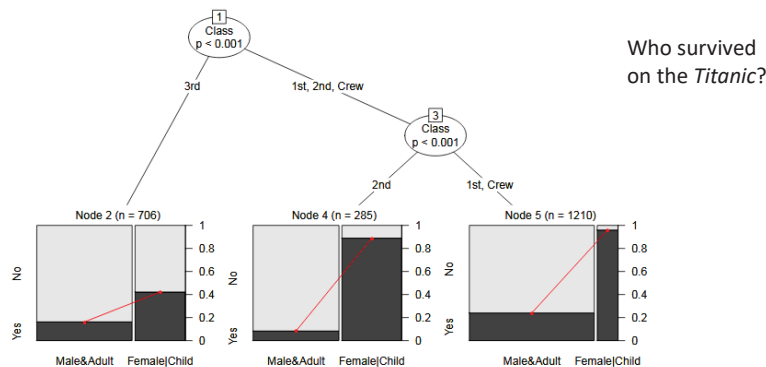 1
Class
p < 0.001
Who survived
on the Titanic?
3rd
1st, 2nd, Crew
3
Class
p < 0.001
2nd
1st, Crew
Node 2 (n = 706)
No
Yes
1
0.8
0.6
0.4
0.2
0
Male&Adult
Female|Child
Node 4 (n = 285)
No
Yes
1
0.8
0.6
0.4
0.2
0
Male&Adult
Female|Child
Node 5 (n = 1210)
No
Yes
1
0.8
0.6
0.4
0.2
0
Male&Adult
Female|Child